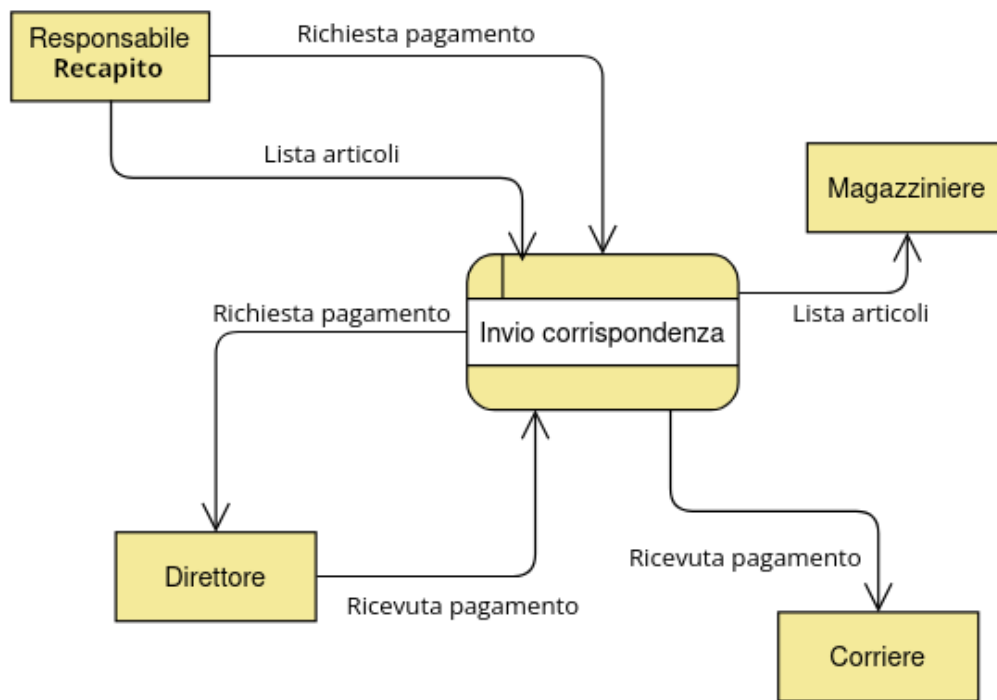 Responsabile
Recapito
Richiesta pagamento
Lista articoli
Magazziniere
Richiesta pagamento
Invio corrispondenza
Lista articoli
Direttore
Ricevuta pagamento
Ricevuta pagamento
Corriere